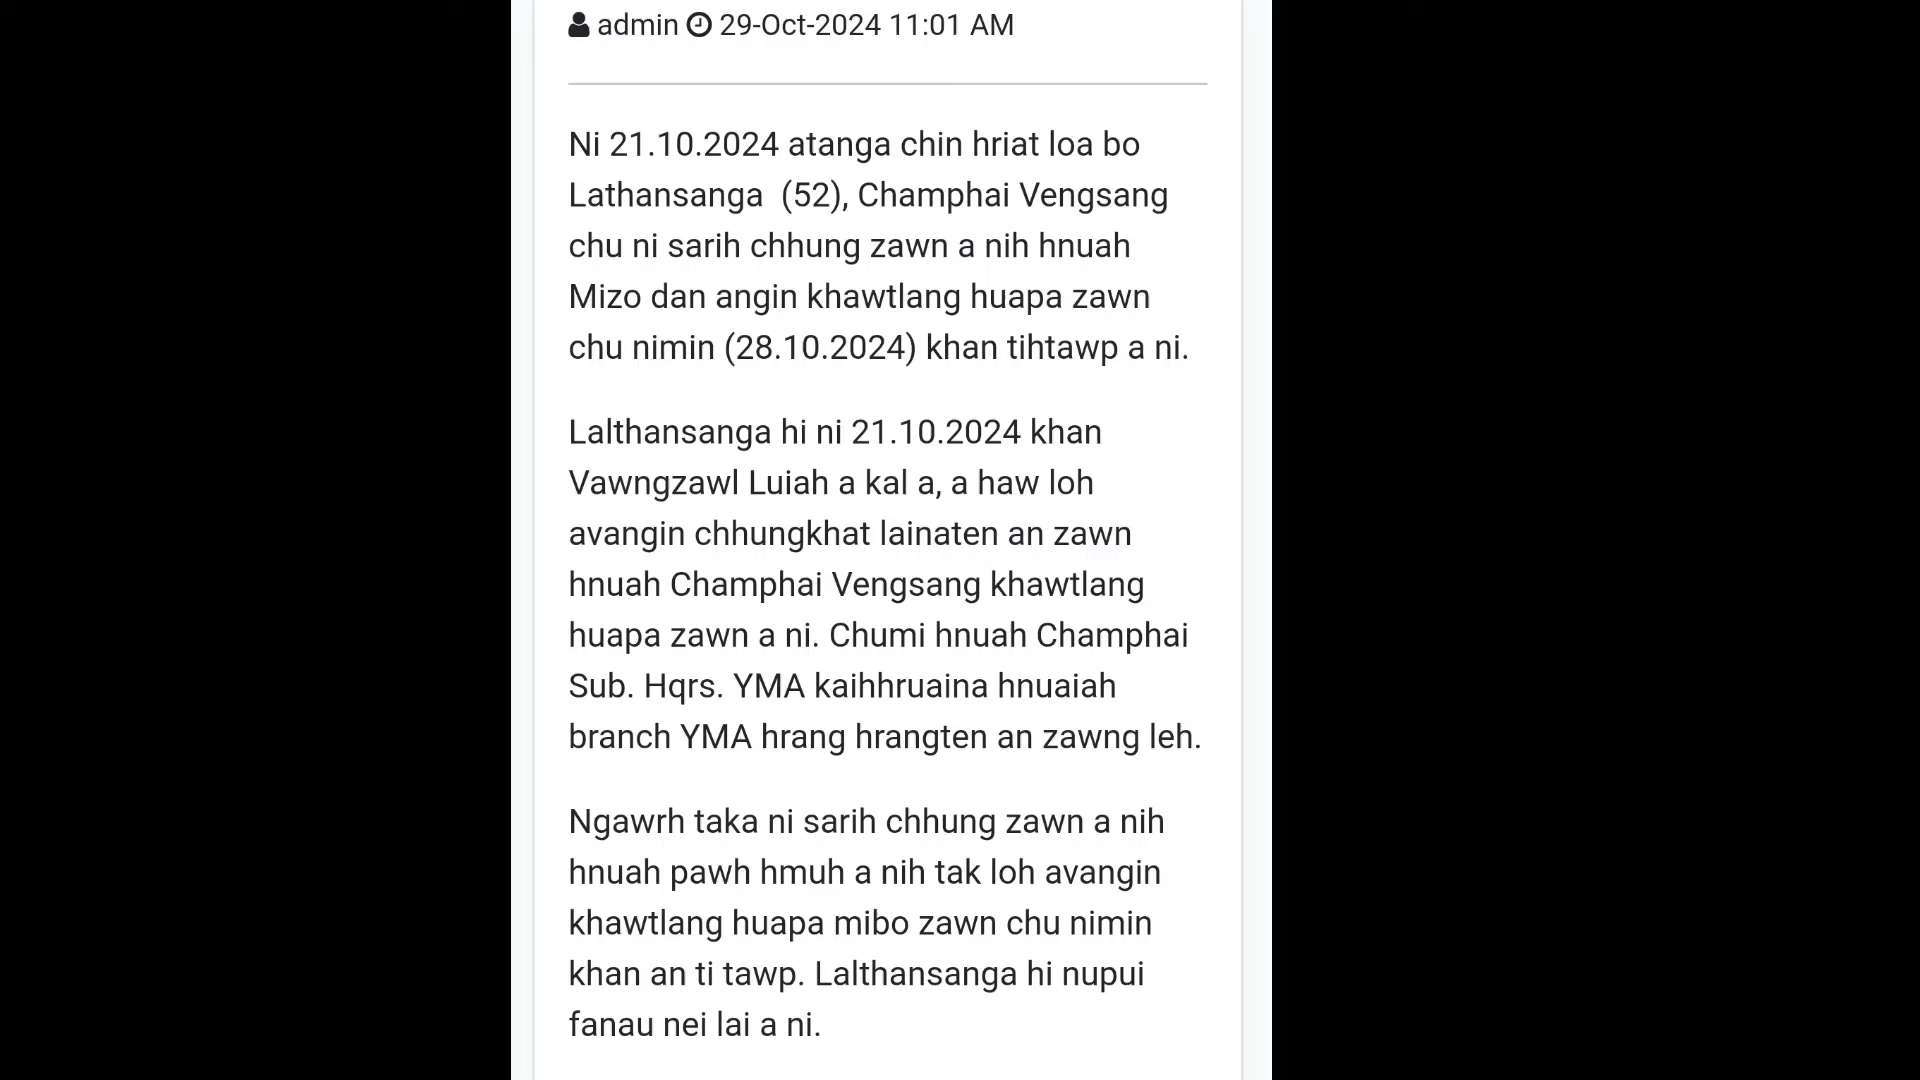 admin 29-Oct-2024 11:01 AM
Ni 21.10.2024 atanga chin hriat loa bo
Lathansanga (52), Champhai Vengsang
chu ni sarih chhung zawn a nih hnuah
Mizo dan angin khawtlang huapa zawn
chu nimin (28.10.2024) khan tihtawp a ni.
Lalthansanga hi ni 21.10.2024 khan
Vawngzawl Luiah a kal a, a haw loh
avangin chhungkhat lainaten an zawn
hnuah Champhai Vengsang khawtlang
huapa zawn a ni. Chumi hnuah Champhai
Sub. Hqrs. YMA kaihhruaina hnuaiah
branch YMA hrang hrangten an zawng leh.
Ngawrh taka ni sarih chhung zawn a nih
hnuah pawh hmuh a nih tak loh avangin
khawtlang huapa mibo zawn chu nimin
khan an ti tawp. Lalthansanga hi nupui
fanau nei lai a ni.